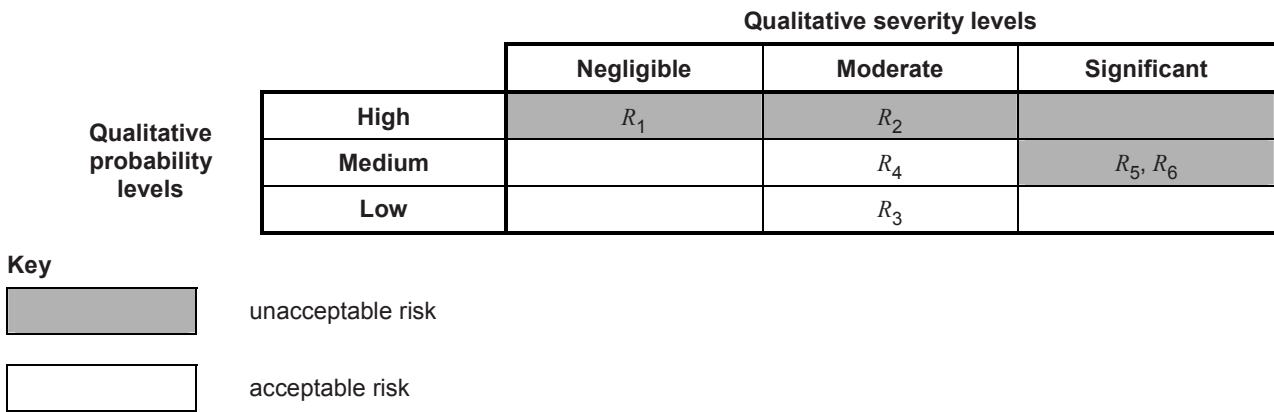 Qualitative severity levels
Negligible Moderate Significant
Qualitative
probability
levels
High R1 R2
Medium R4 R5, R6
Low R3
Key
unacceptable risk
acceptable risk